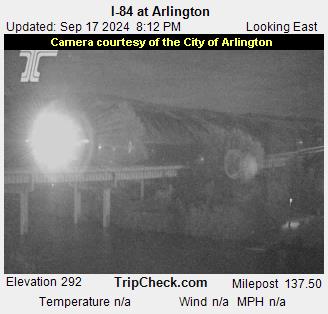 I-84 at Arlington
Updated: Sep 17 2024 8:12 PM Looking East
Camera courtesy of the City of Arlington
Elevation 292 TripCheck.com Milepost 137.50
Temperature n/a Wind n/a MPH n/a